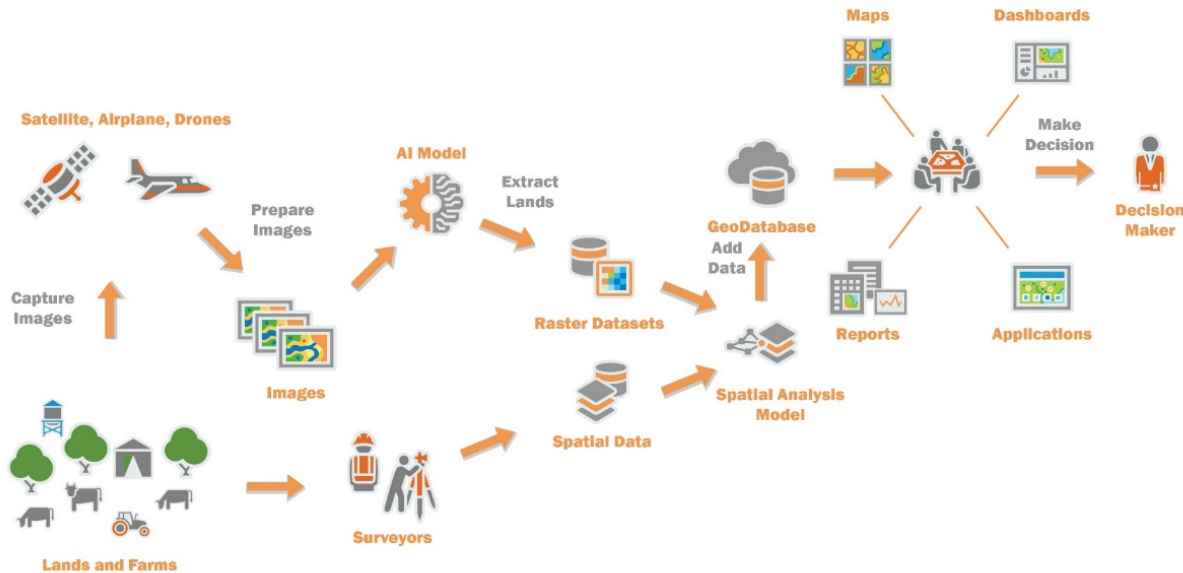 Maps
Dashboards
Satellite, Airplane, Drones
AI Model
Extract
Lands
Make
Decision
Prepare
Images
GeoDatabase
Add
Data
Decision
Maker
Capture
Images
Raster Datasets
Reports
Applications
Images
Spatial Analysis
Model
Spatial Data
Surveyors
Lands and Farms